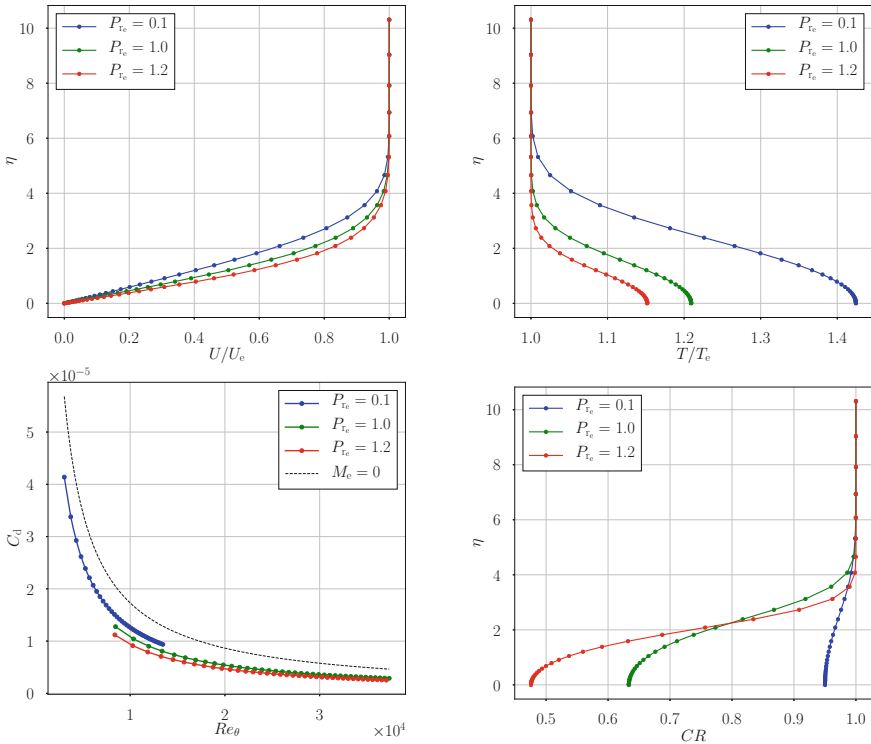 P_{r_e} = 0.1
P_{r_e} = 1.0
P_{r_e} = 1.2
10
8
6
4
2
0
η
0.0 0.2 0.4 0.6 0.8 1.0
U/U_e
P_{r_e} = 0.1
P_{r_e} = 1.0
P_{r_e} = 1.2
10
8
6
4
2
0
η
1.0 1.1 1.2 1.3 1.4
T/T_e
×10^{−5}
P_{r_e} = 0.1
P_{r_e} = 1.0
P_{r_e} = 1.2
M_e = 0
5
4
3
2
1
0
C_d
1 2 3
Re_θ
×10^4
P_{r_e} = 0.1
P_{r_e} = 1.0
P_{r_e} = 1.2
10
8
6
4
2
0
η
0.5 0.6 0.7 0.8 0.9 1.0
CR